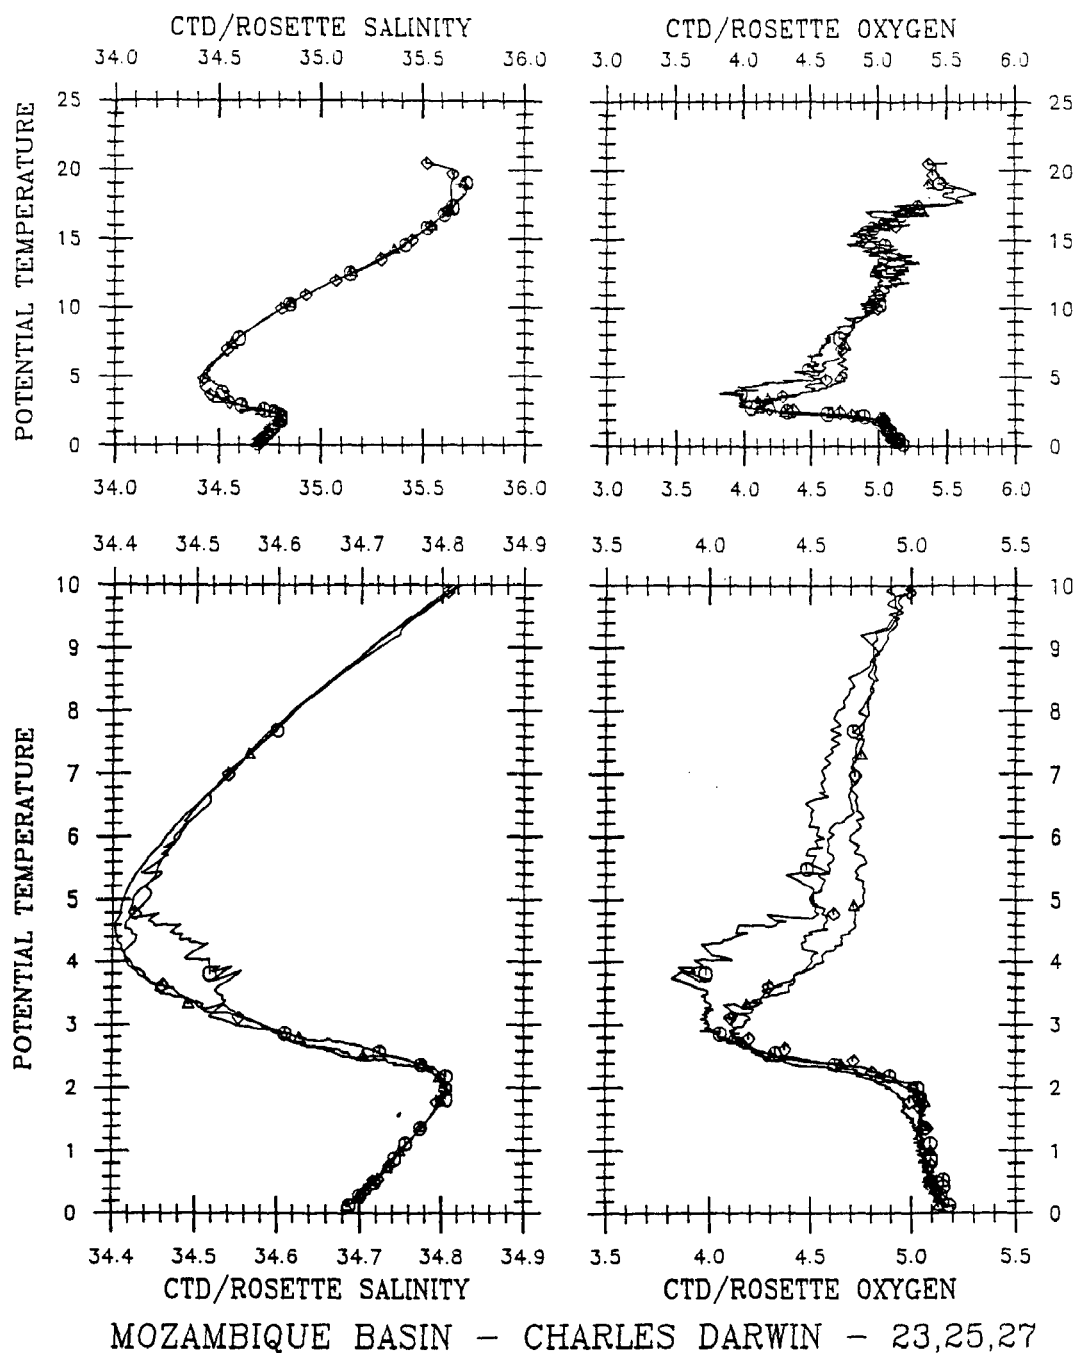 CTD/ROSETTE SALINITY
CTD/ROSETTE OXYGEN
34.0 34.5 35.0 35.5 36.0
3.0 3.5 4.0 4.5 5.0 5.5 6.0
POTENTIAL TEMPERATURE
25
20
15
10
5
0
25
20
15
10
5
0
34.0 34.5 35.0 35.5 36.0
3.0 3.5 4.0 4.5 5.0 5.5 6.0
34.4 34.5 34.6 34.7 34.8 34.9
3.5 4.0 4.5 5.0 5.5
POTENTIAL TEMPERATURE
10
9
8
7
6
5
4
3
2
1
0
10
9
8
7
6
5
4
3
2
1
0
34.4 34.5 34.6 34.7 34.8 34.9
3.5 4.0 4.5 5.0 5.5
CTD/ROSETTE SALINITY
CTD/ROSETTE OXYGEN
MOZAMBIQUE BASIN – CHARLES DARWIN – 23,25,27